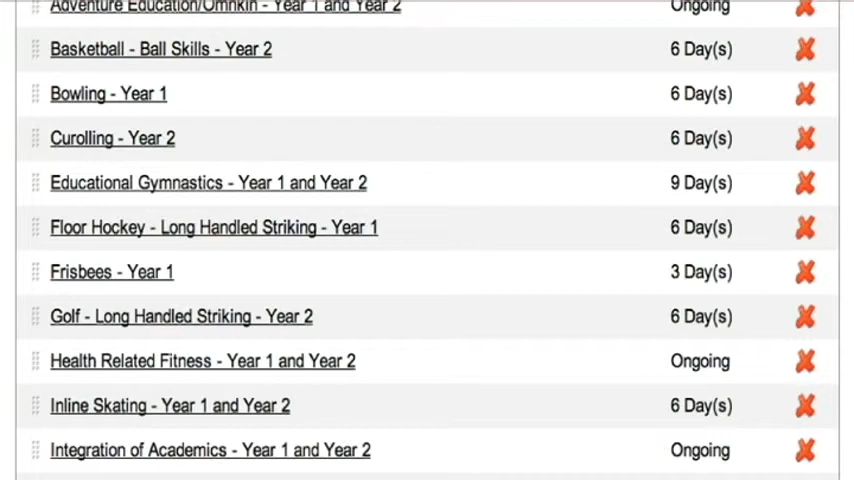 Adventure Education/Omnikin - Year 1 and Year 2 Ongoing
Basketball - Ball Skills - Year 2 6 Day(s)
Bowling - Year 1 6 Day(s)
Curolling - Year 2 6 Day(s)
Educational Gymnastics - Year 1 and Year 2 9 Day(s)
Floor Hockey - Long Handled Striking - Year 1 6 Day(s)
Frisbees - Year 1 3 Day(s)
Golf - Long Handled Striking - Year 2 6 Day(s)
Health Related Fitness - Year 1 and Year 2 Ongoing
Inline Skating - Year 1 and Year 2 6 Day(s)
Integration of Academics - Year 1 and Year 2 Ongoing